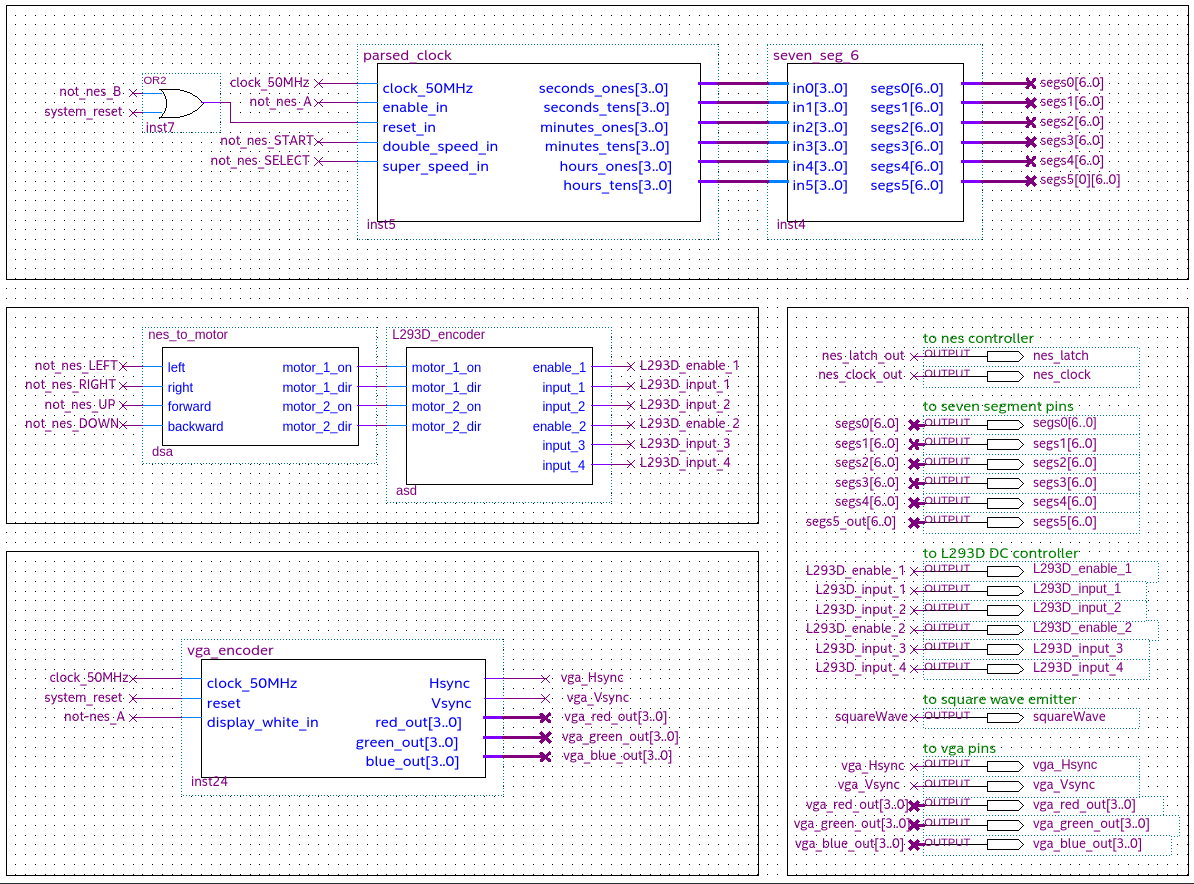 parsed_clock
seven_seg_6
OR2
not_nes_B
system_reset
inst7
clock_50MHz
not_nes_A
not_nes_START
not_nes_SELECT
clock_50MHz seconds_ones[3..0]
enable_in seconds_tens[3..0]
reset_in minutes_ones[3..0]
double_speed_in minutes_tens[3..0]
super_speed_in hours_ones[3..0]
hours_tens[3..0]
inst5
in0[3..0] segs0[6..0]
in1[3..0] segs1[6..0]
in2[3..0] segs2[6..0]
in3[3..0] segs3[6..0]
in4[3..0] segs4[6..0]
in5[3..0] segs5[6..0]
inst4
segs0[6..0]
segs1[6..0]
segs2[6..0]
segs3[6..0]
segs4[6..0]
segs5[0][6..0]
nes_to_motor
not_nes_LEFT
not_nes_RIGHT
not_nes_UP
not_nes_DOWN
left motor_1_on
right motor_1_dir
forward motor_2_on
backward motor_2_dir
dsa
L293D_encoder
motor_1_on enable_1
motor_1_dir input_1
motor_2_on input_2
motor_2_dir enable_2
input_3
input_4
asd
L293D_enable_1
L293D_input_1
L293D_input_2
L293D_enable_2
L293D_input_3
L293D_input_4
vga_encoder
clock_50MHz
system_reset
not_nes_A
clock_50MHz Hsync
reset Vsync
display_white_in red_out[3..0]
green_out[3..0]
blue_out[3..0]
inst24
vga_Hsync
vga_Vsync
vga_red_out[3..0]
vga_green_out[3..0]
vga_blue_out[3..0]
to nes controller
nes_latch_out OUTPUT nes_latch
nes_clock_out OUTPUT nes_clock
to seven segment pins
segs0[6..0] OUTPUT segs0[6..0]
segs1[6..0] OUTPUT segs1[6..0]
segs2[6..0] OUTPUT segs2[6..0]
segs3[6..0] OUTPUT segs3[6..0]
segs4[6..0] OUTPUT segs4[6..0]
segs5_out[6..0] OUTPUT segs5[6..0]
to L293D DC controller
L293D_enable_1 OUTPUT L293D_enable_1
L293D_input_1 OUTPUT L293D_input_1
L293D_input_2 OUTPUT L293D_input_2
L293D_enable_2 OUTPUT L293D_enable_2
L293D_input_3 OUTPUT L293D_input_3
L293D_input_4 OUTPUT L293D_input_4
to square wave emitter
squareWave OUTPUT squareWave
to vga pins
vga_Hsync OUTPUT vga_Hsync
vga_Vsync OUTPUT vga_Vsync
vga_red_out[3..0] OUTPUT vga_red_out[3..0]
vga_green_out[3..0] OUTPUT vga_green_out[3..0]
vga_blue_out[3..0] OUTPUT vga_blue_out[3..0]